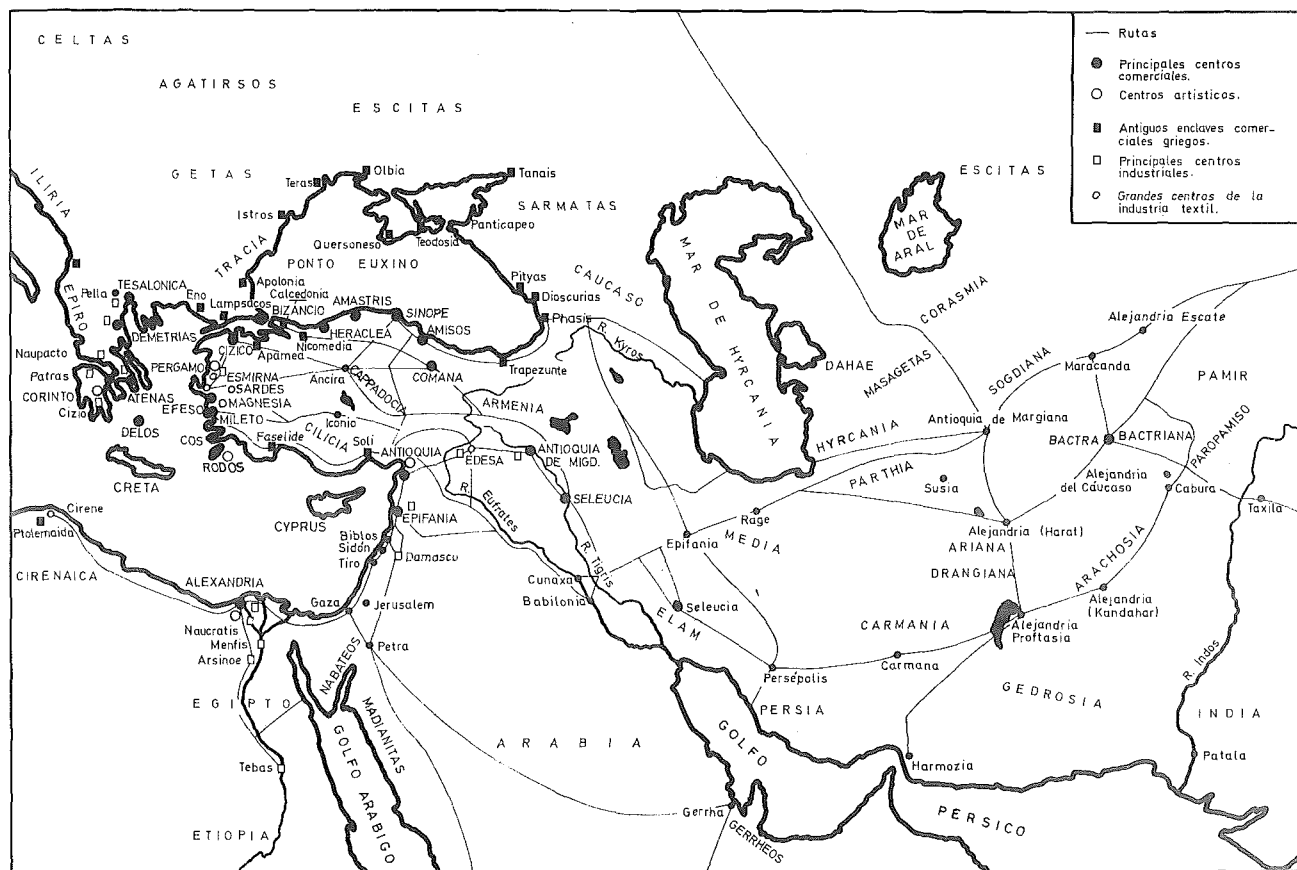 CELTAS
AGATIRSOS
ESCITAS
GETAS
ILIRIA
EPIRO
TRACIA
Olbia
Teras
Istros
Tanais
SARMATAS
Panticapeo
Teodosia
Quersoneso
PONTO EUXINO
Apolonia
Calcedonia
CAUCASO
Pityas
Dioscurias
Phasis
R. Kyros
MAR DE HYRCANIA
MAR
DE
ARAL
ESCITAS
Rutas
Principales centros
comerciales.
Centros artísticos.
Antiguos enclaves comer-
ciales griegos.
Principales centros
industriales.
Grandes centros de la
industria textil.
Pella
TESALONICA
Eno
Lampsacos
BIZANCIO
AMASTRIS
SINOPE
HERACLEA
AMISOS
DEMETRIAS
CIZICO
Apamea
Nicomedia
Trapezunte
Naupacto
Patras
CORINTO
Cizio
ATENAS
PERGAMO
ESMIRNA
SARDES
MAGNESIA
EFESO
MILETO
DELOS
COS
RODOS
CRETA
Ancira
CAPPADOCIA
COMANA
ARMENIA
Iconio
CILICIA
Faselide
Soli
ANTIOQUIA
EDESA
ANTIOQUIA
DE MIGD.
SELEUCIA
CYPRUS
EPIFANIA
R. Eufrates
R. Tigris
Biblos
Sidón
Tiro
Damasco
Cirene
Ptolemaida
CIRENAICA
ALEXANDRIA
Naucratis
Menfis
Arsinoe
Gaza
Jerusalem
Petra
NABATEOS
MADIANITAS
EGIPTO
GOLFO ARABIGO
Tebas
ETIOPIA
ARABIA
Cunaxa
Babilonia
ELAM
Seleucia
Epifania
MEDIA
Rage
PARTHIA
HYRCANIA
DAHAE
MASAGETAS
CORASMIA
SOGDIANA
Alejandria Escate
Maracanda
PAMIR
Antioquia
de Margiana
BACTRA
BACTRIANA
PAROPAMISO
Susia
Alejandria
del Cáucaso
Cabura
Taxila
Alejandria (Harat)
ARIANA
DRANGIANA
ARACHOSIA
Alejandria
(Kandahar)
Alejandria
Proftasia
CARMANIA
Carmana
Persépolis
PERSIA
GEDROSIA
R. Indos
INDIA
Patala
Harmozia
GOLFO
PERSICO
Gerrha
GERRHEOS